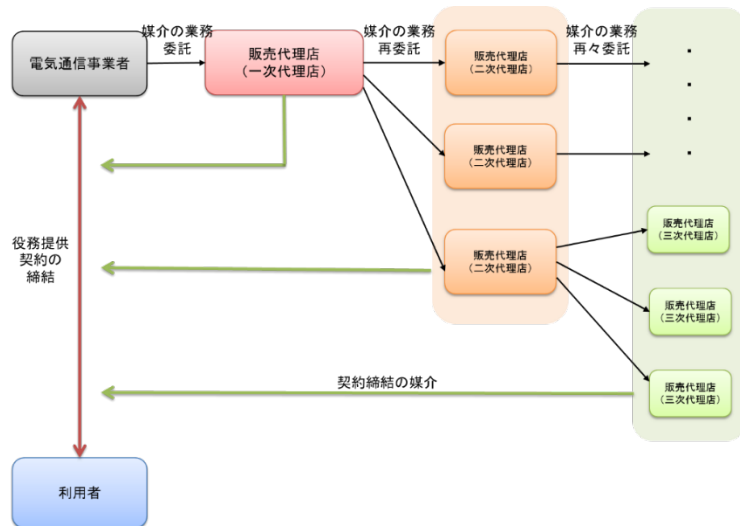 媒介の業務
委託
媒介の業務
再委託
媒介の業務
再々委託
電気通信事業者
販売代理店
（一次代理店）
販売代理店
（二次代理店）
販売代理店
（二次代理店）
販売代理店
（二次代理店）
販売代理店
（三次代理店）
販売代理店
（三次代理店）
販売代理店
（三次代理店）
役務提供
契約の
締結
契約締結の媒介
利用者